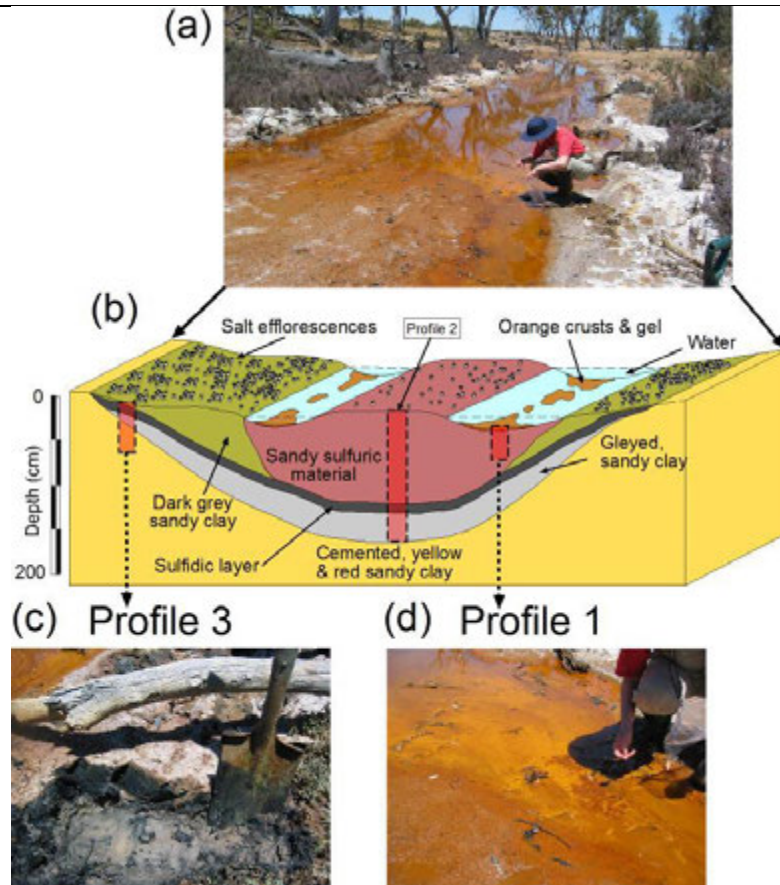 (a)
(b)
Salt efflorescences
Profile 2
Orange crusts & gel
Water
0
Depth (cm)
200
Sandy sulfuric
material
Gleyed,
sandy clay
Dark grey
sandy clay
Sulfidic layer
Cemented, yellow
& red sandy clay
(c) Profile 3
(d) Profile 1